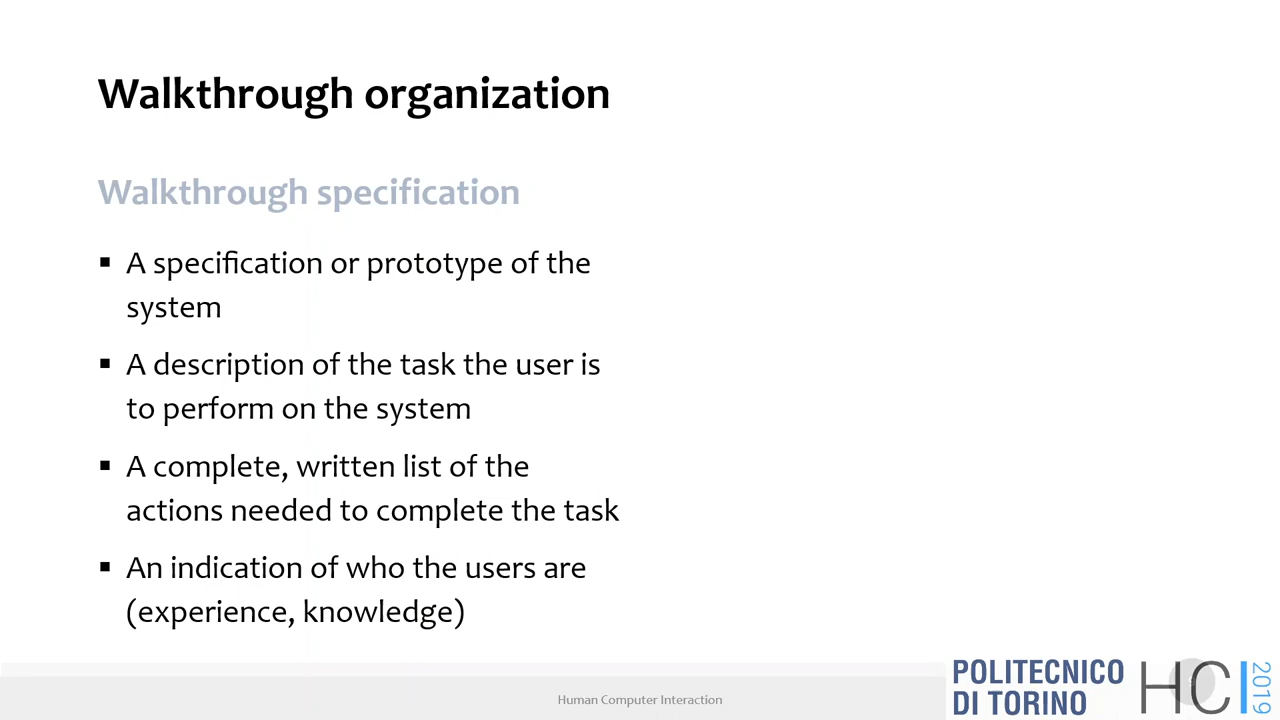 Walkthrough organization
Walkthrough specification
▪ A specification or prototype of the
system
▪ A description of the task the user is
to perform on the system
▪ A complete, written list of the
actions needed to complete the task
▪ An indication of who the users are
(experience, knowledge)
Human Computer Interaction
POLITECNICO
DI TORINO
HCI
2019